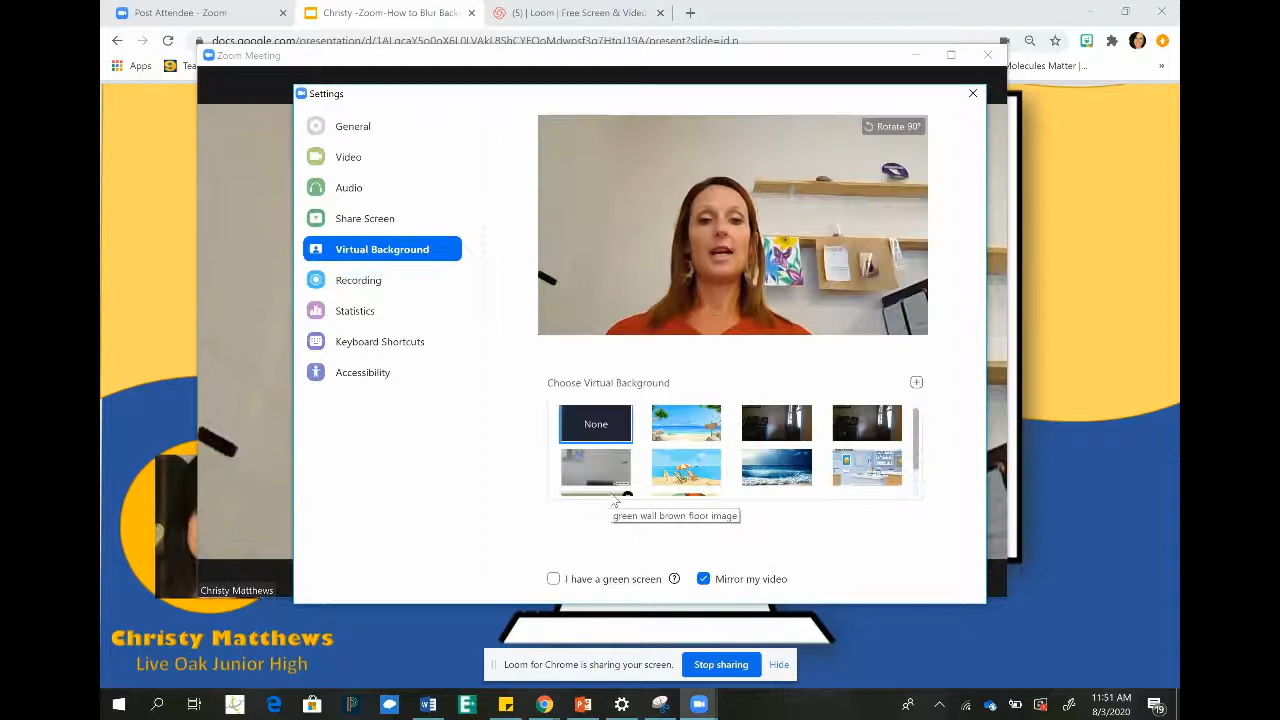 Post Attendee - Zoom
Christy -Zoom-How to Blur Back
(5) | Loom | Free Screen & Video
Apps
Tea
Molecules Matter |...
Zoom Meeting
Settings
Rotate 90°
General
Video
Audio
Share Screen
Virtual Background
Recording
Statistics
Keyboard Shortcuts
Accessibility
Choose Virtual Background
None
green wall brown floor image
I have a green screen
Mirror my video
Christy Matthews
Christy Matthews
Live Oak Junior High
Loom for Chrome is sharing your screen.
Stop sharing
Hide
11:51 AM
8/3/2020
19